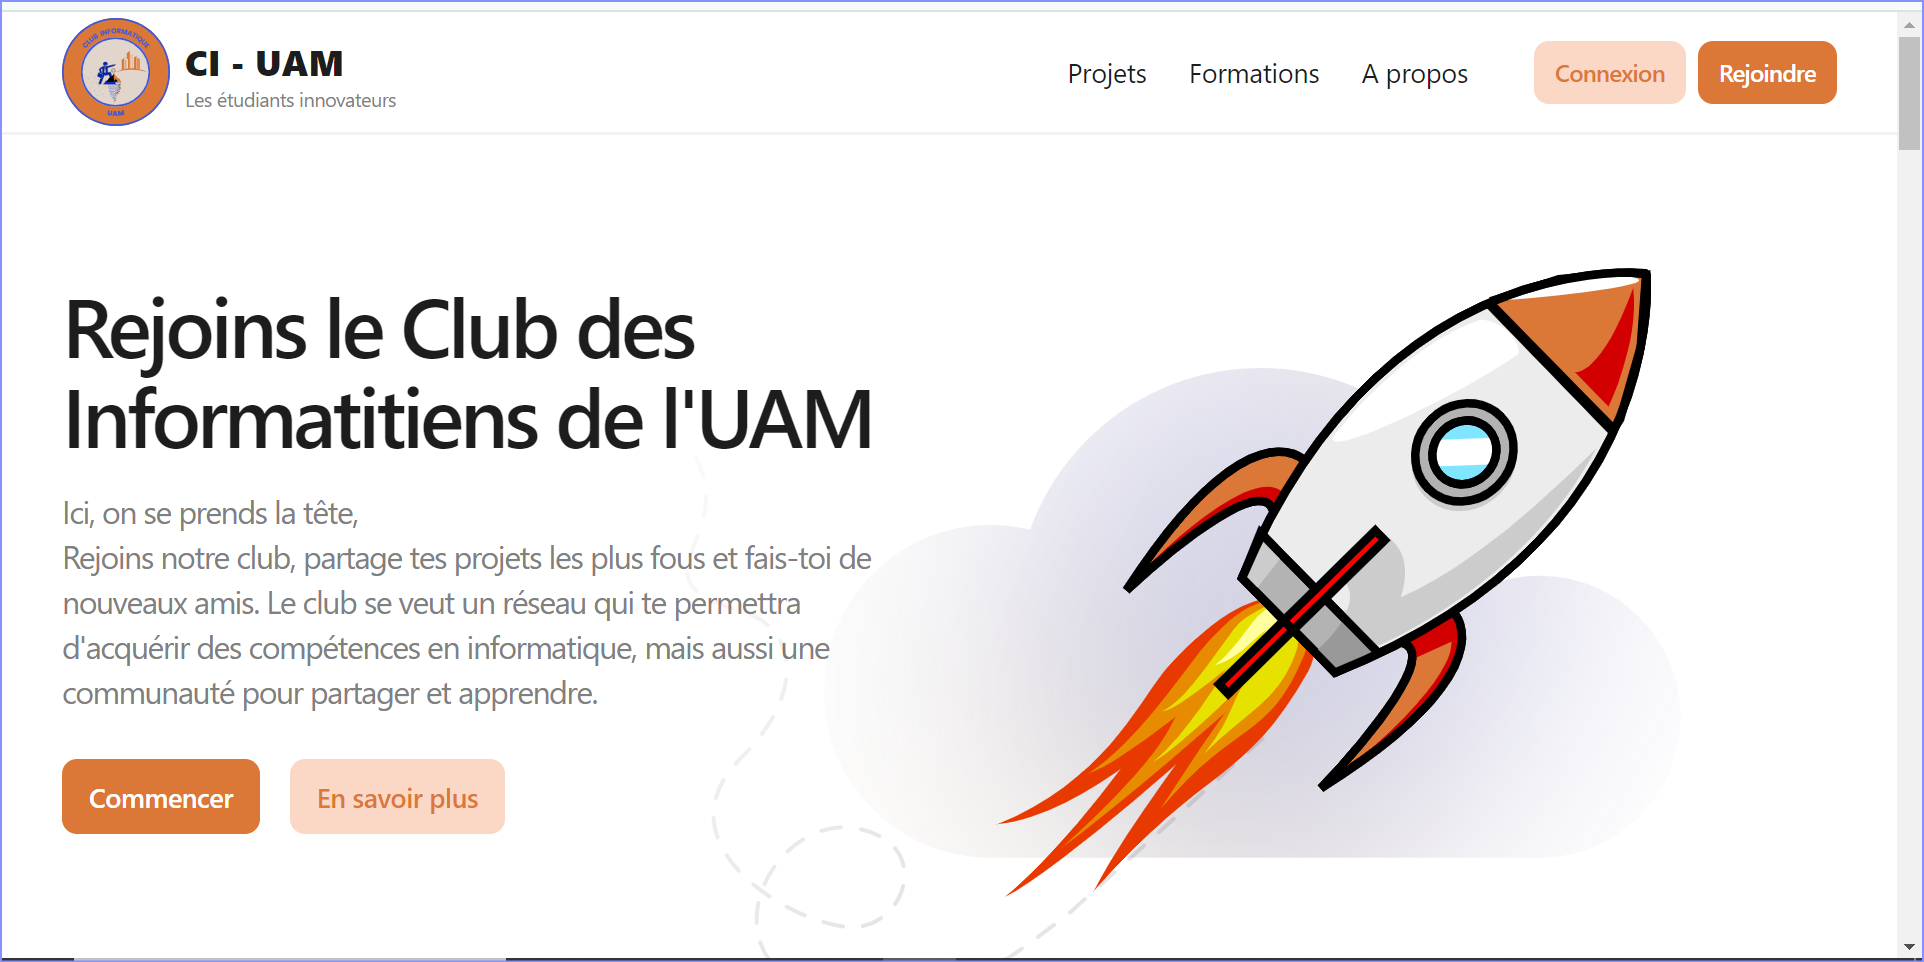 CLUB INFORMATIQUE
UAM
CI - UAM
Les étudiants innovateurs
Projets
Formations
A propos
Connexion
Rejoindre
Rejoins le Club des
Informatitiens de l'UAM
Ici, on se prends la tête,
Rejoins notre club, partage tes projets les plus fous et fais-toi de
nouveaux amis. Le club se veut un réseau qui te permettra
d'acquérir des compétences en informatique, mais aussi une
communauté pour partager et apprendre.
Commencer
En savoir plus